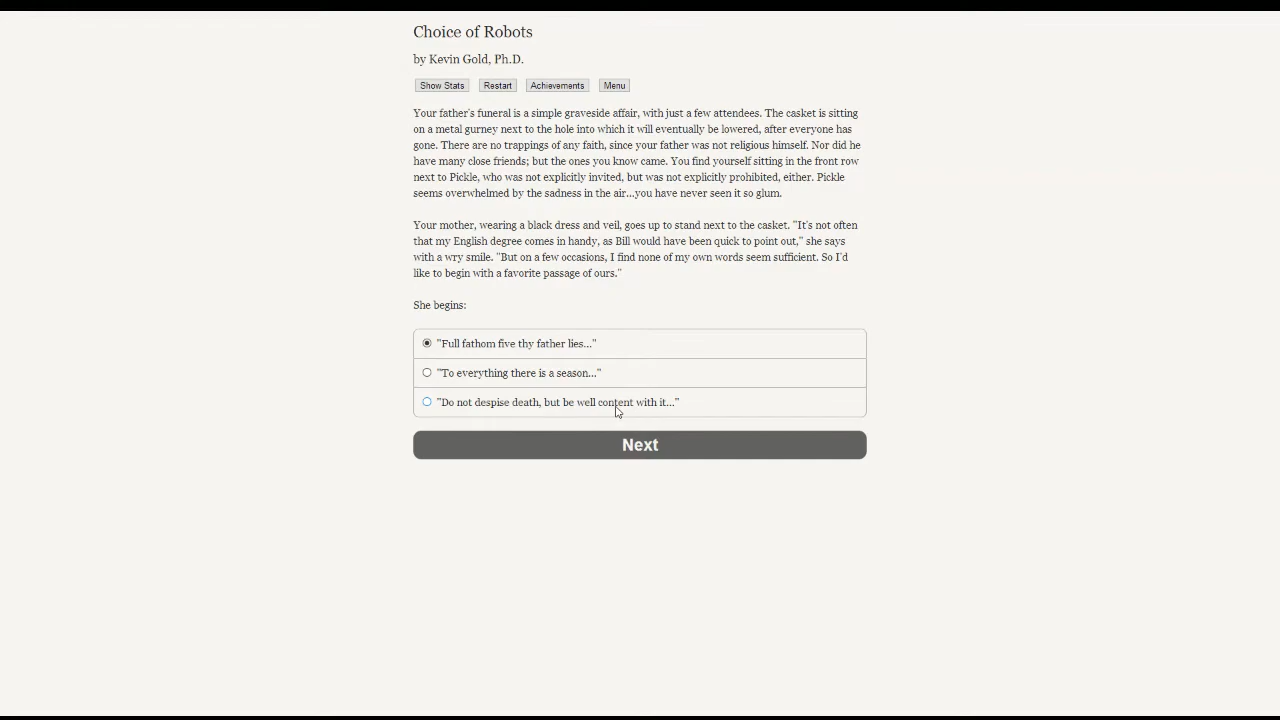 Choice of Robots
by Kevin Gold, Ph.D.
Show Stats Restart Achievements Menu
Your father's funeral is a simple graveside affair, with just a few attendees. The casket is sitting
on a metal gurney next to the hole into which it will eventually be lowered, after everyone has
gone. There are no trappings of any faith, since your father was not religious himself. Nor did he
have many close friends; but the ones you know came. You find yourself sitting in the front row
next to Pickle, who was not explicitly invited, but was not explicitly prohibited, either. Pickle
seems overwhelmed by the sadness in the air...you have never seen it so glum.
Your mother, wearing a black dress and veil, goes up to stand next to the casket. "It's not often
that my English degree comes in handy, as Bill would have been quick to point out," she says
with a wry smile. "But on a few occasions, I find none of my own words seem sufficient. So I'd
like to begin with a favorite passage of ours."
She begins:
"Full fathom five thy father lies..."
"To everything there is a season..."
"Do not despise death, but be well content with it..."
Next